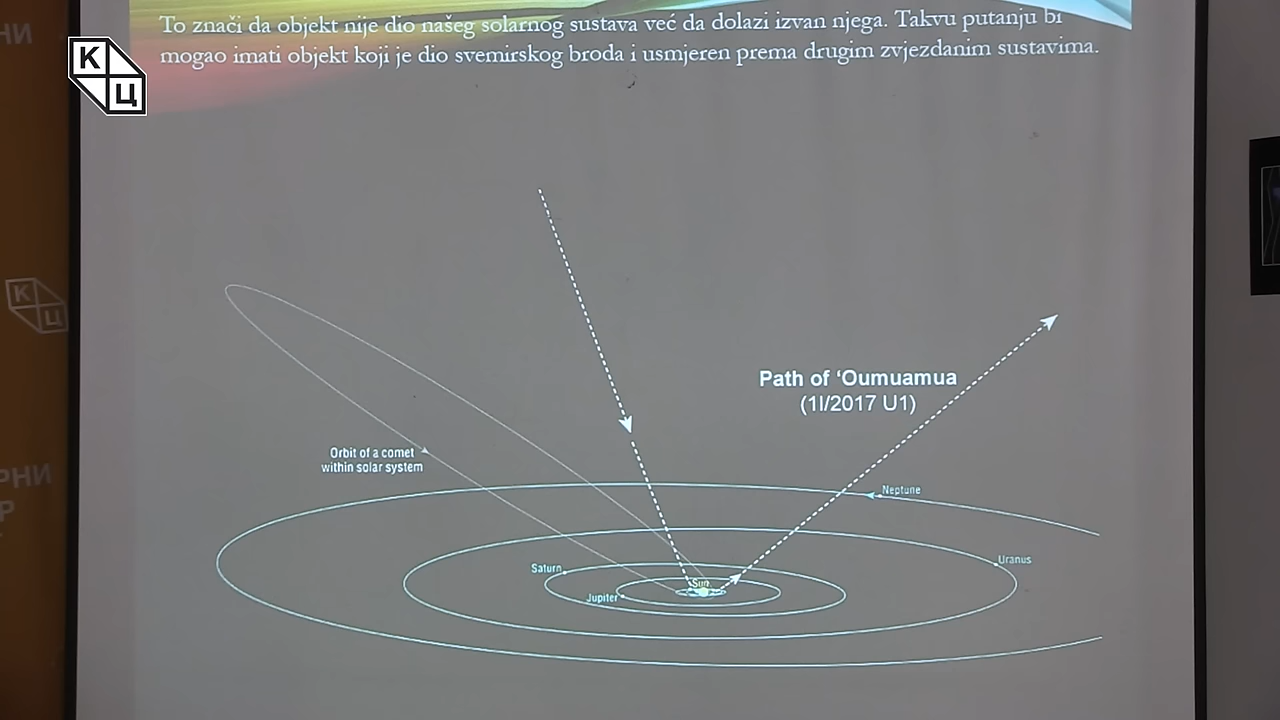 To znači da objekt nije dio našeg solarnog sustava već da dolazi izvan njega. Takvu putanju bi
mogao imati objekt koji je dio svemirskog broda i usmjeren prema drugim zvjezdanim sustavima.
К
Ц
К
Ц
Path of ‘Oumuamua
(1I/2017 U1)
Orbit of a comet
within solar system
Neptune
Uranus
Saturn
Sun
Jupiter